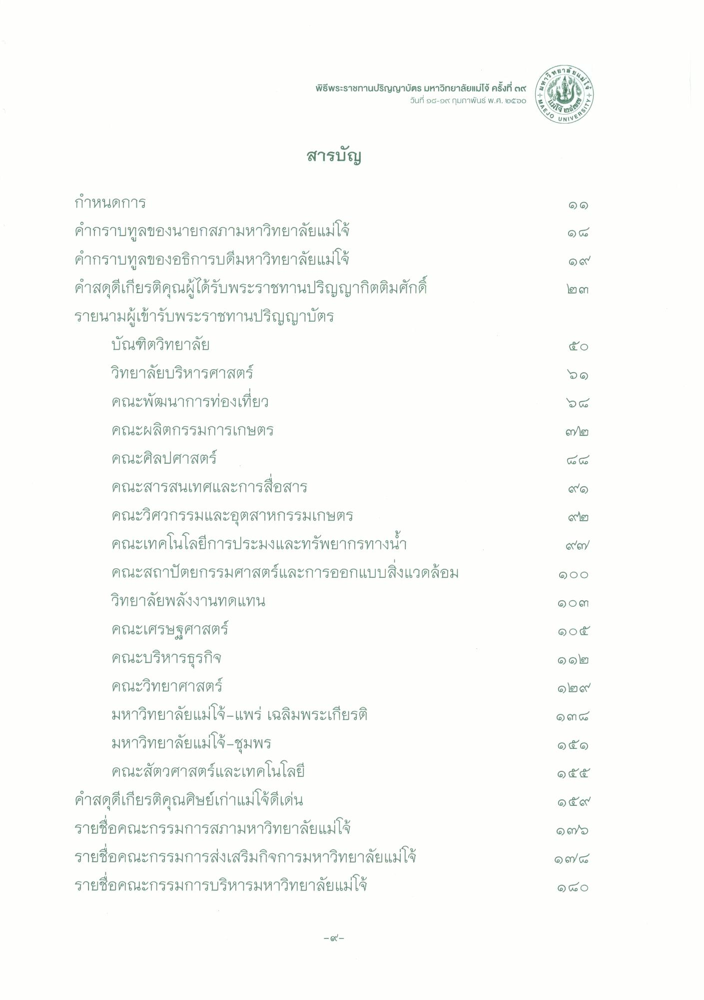 พิธีพระราชทานปริญญาบัตร มหาวิทยาลัยแม่โจ้ ครั้งที่ ๓๙
วันที่ ๑๘-๑๙ กุมภาพันธ์ พ.ศ. ๒๕๖๐
มหาวิทยาลัยแม่โจ้
แม่โจ้ ๒๔๗๗
MAEJO UNIVERSITY
สารบัญ
กำหนดการ ๑๑
คำกราบทูลของนายกสภามหาวิทยาลัยแม่โจ้ ๑๘
คำกราบทูลของอธิการบดีมหาวิทยาลัยแม่โจ้ ๑๙
คำสดุดีเกียรติคุณผู้ได้รับพระราชทานปริญญากิตติมศักดิ์ ๒๓
รายนามผู้เข้ารับพระราชทานปริญญาบัตร
บัณฑิตวิทยาลัย ๕๐
วิทยาลัยบริหารศาสตร์ ๖๑
คณะพัฒนาการท่องเที่ยว ๖๘
คณะผลิตกรรมการเกษตร ๗๒
คณะศิลปศาสตร์ ๘๘
คณะสารสนเทศและการสื่อสาร ๙๑
คณะวิศวกรรมและอุตสาหกรรมเกษตร ๙๒
คณะเทคโนโลยีการประมงและทรัพยากรทางน้ำ ๙๗
คณะสถาปัตยกรรมศาสตร์และการออกแบบสิ่งแวดล้อม ๑๐๐
วิทยาลัยพลังงานทดแทน ๑๐๓
คณะเศรษฐศาสตร์ ๑๐๕
คณะบริหารธุรกิจ ๑๑๒
คณะวิทยาศาสตร์ ๑๒๙
มหาวิทยาลัยแม่โจ้-แพร่ เฉลิมพระเกียรติ ๑๓๘
มหาวิทยาลัยแม่โจ้-ชุมพร ๑๕๑
คณะสัตวศาสตร์และเทคโนโลยี ๑๕๕
คำสดุดีเกียรติคุณศิษย์เก่าแม่โจ้ดีเด่น ๑๕๙
รายชื่อคณะกรรมการสภามหาวิทยาลัยแม่โจ้ ๑๗๖
รายชื่อคณะกรรมการส่งเสริมกิจการมหาวิทยาลัยแม่โจ้ ๑๗๘
รายชื่อคณะกรรมการบริหารมหาวิทยาลัยแม่โจ้ ๑๘๐
-๙-